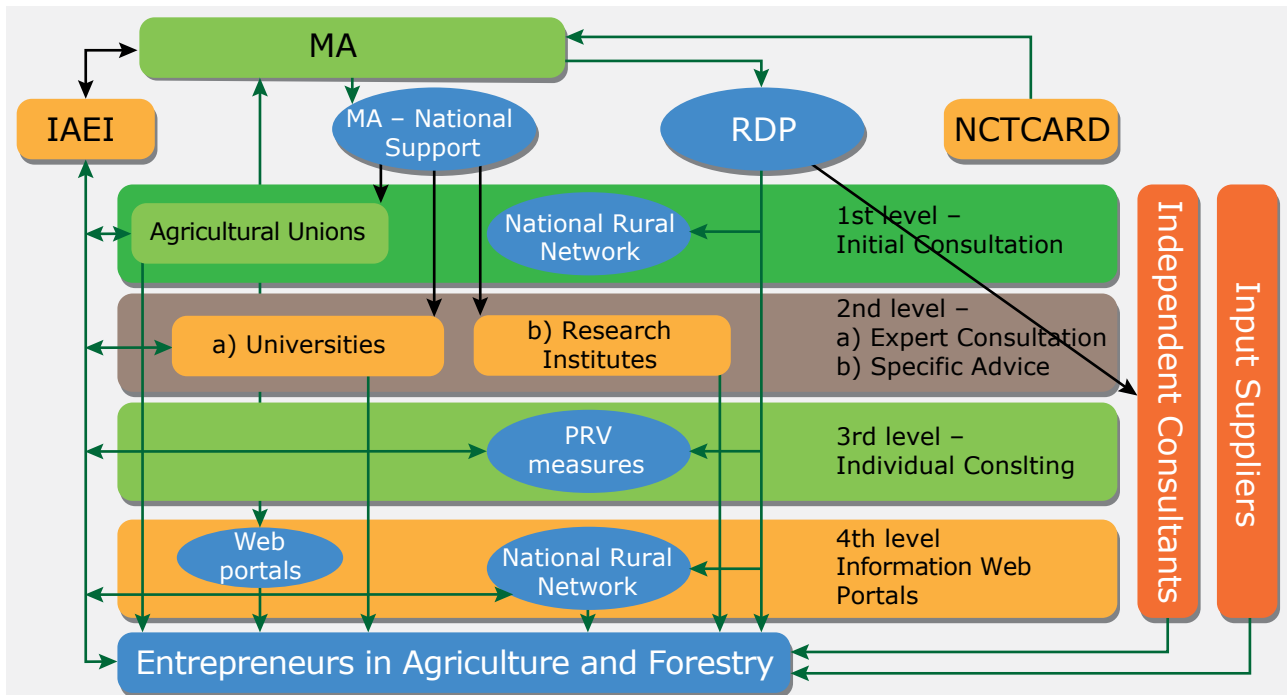 MA
IAEI
MA – National
Support
RDP
NCTCARD
Agricultural Unions
National Rural
Network
1st level –
Initial Consultation
a) Universities
b) Research
Institutes
2nd level –
a) Expert Consultation
b) Specific Advice
PRV
measures
3rd level –
Individual Conslting
Web
portals
National Rural
Network
4th level
Information Web
Portals
Independent Consultants
Input Suppliers
Entrepreneurs in Agriculture and Forestry